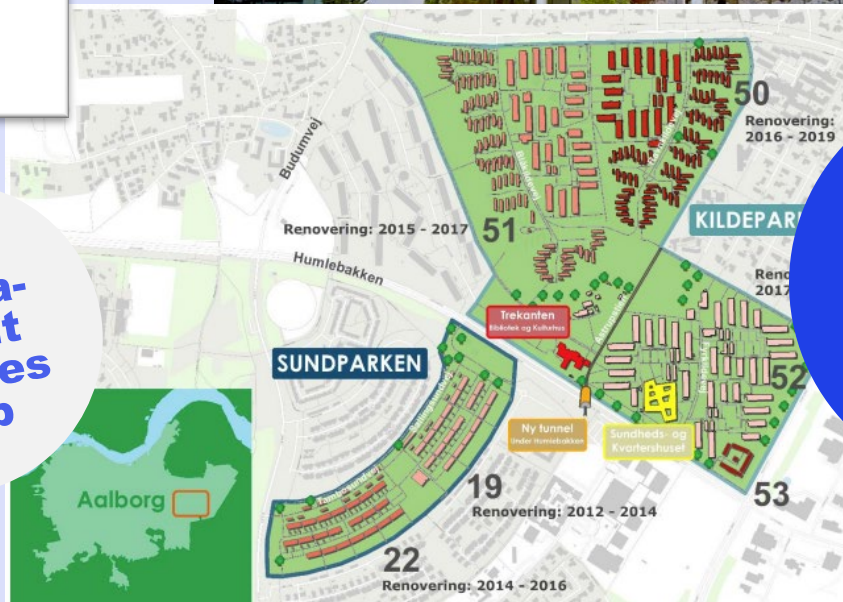 50
Renovering:
2016 - 2019
Budumvej
KILDEPAR
Renovering: 2015 - 2017
51
Humlebakken
2017
Trekanten
Bibliotek og Kulturhus
Astrupstien
SUNDPARKEN
52
Ny tunnel
Under Humlebakken
Sundheds- og
Kvartershuset
Aalborg
19
Renovering: 2012 - 2014
53
22
Renovering: 2014 - 2016